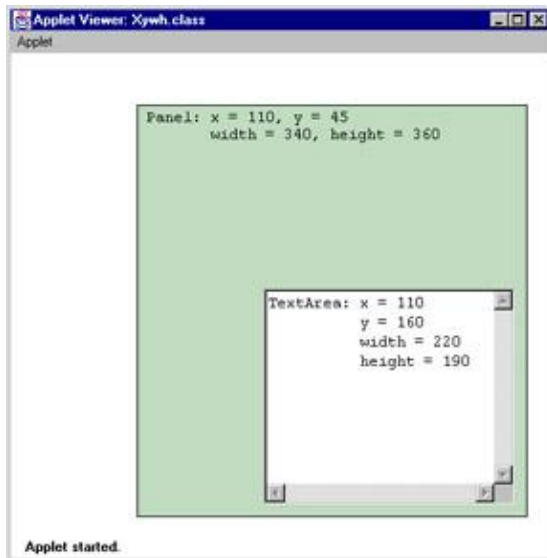 Applet Viewer: Xywh.class
Applet
Panel: x = 110, y = 45
width = 340, height = 360
TextArea: x = 110
y = 160
width = 220
height = 190
Applet started.